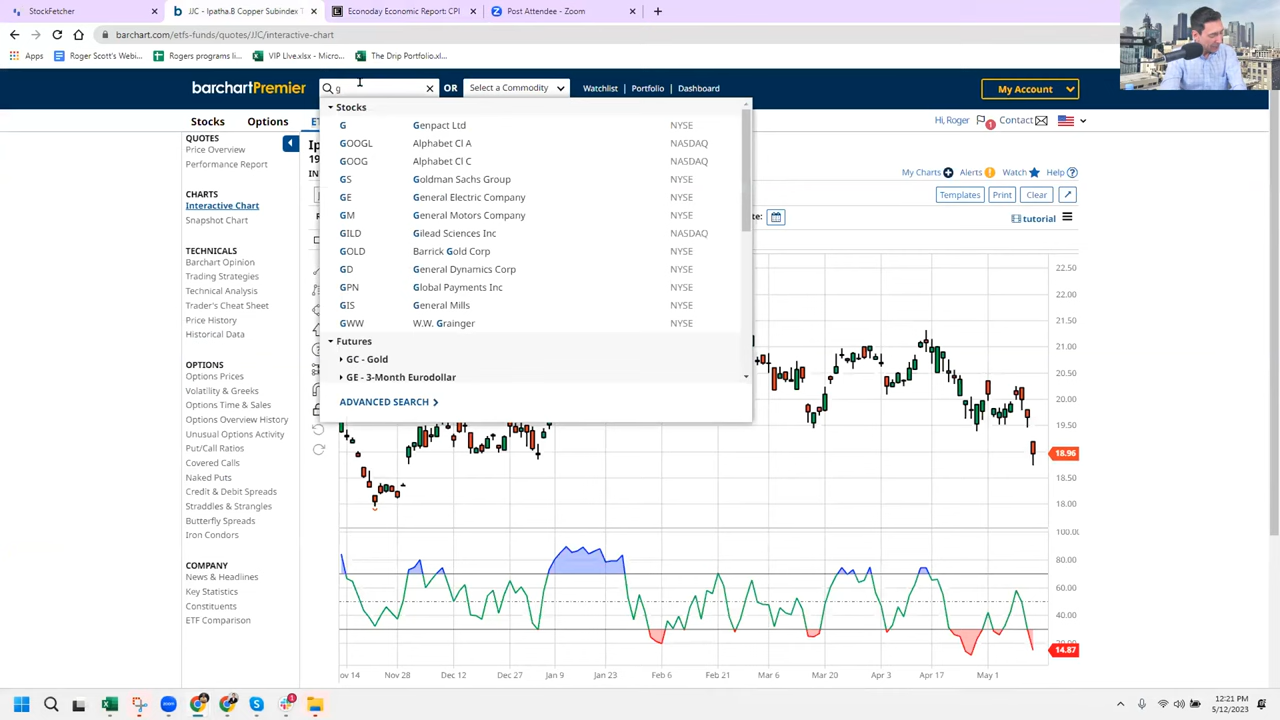 StockFetcher
JJC - Ipatha.B Copper Subindex T
Econoday Economic Report: CPI
Post Attendee - Zoom
barchart.com/etfs-funds/quotes/JJC/interactive-chart
Apps
Roger Scott's Webi...
Rogers programs li...
VIP Live.xlsx - Micro...
The Drip Portfolio.xl...
barchartPremier
g
OR
Select a Commodity
Watchlist
Portfolio
Dashboard
My Account
Stocks
Options
Hi, Roger
1
Contact
My Charts
Alerts
Watch
Help
Templates
Print
Clear
tutorial
QUOTES
Price Overview
Performance Report
CHARTS
Interactive Chart
Snapshot Chart
TECHNICALS
Barchart Opinion
Trading Strategies
Technical Analysis
Trader's Cheat Sheet
Price History
Historical Data
OPTIONS
Options Prices
Volatility & Greeks
Options Time & Sales
Options Overview History
Unusual Options Activity
Put/Call Ratios
Covered Calls
Naked Puts
Credit & Debit Spreads
Straddles & Strangles
Butterfly Spreads
Iron Condors
COMPANY
News & Headlines
Key Statistics
Constituents
ETF Comparison
Stocks
G Genpact Ltd NYSE
GOOGL Alphabet Cl A NASDAQ
GOOG Alphabet Cl C NASDAQ
GS Goldman Sachs Group NYSE
GE General Electric Company NYSE
GM General Motors Company NYSE
GILD Gilead Sciences Inc NASDAQ
GOLD Barrick Gold Corp NYSE
GD General Dynamics Corp NYSE
GPN Global Payments Inc NYSE
GIS General Mills NYSE
GWW W.W. Grainger NYSE
Futures
GC - Gold
GE - 3-Month Eurodollar
ADVANCED SEARCH
22.50
22.00
21.50
21.00
20.50
20.00
19.50
18.96
18.50
18.00
100.00
80.00
60.00
40.00
14.87
Nov 28
Dec 12
Dec 27
Jan 9
Jan 23
Feb 6
Feb 21
Mar 6
Mar 20
Apr 3
Apr 17
May 1
12:21 PM
5/12/2023